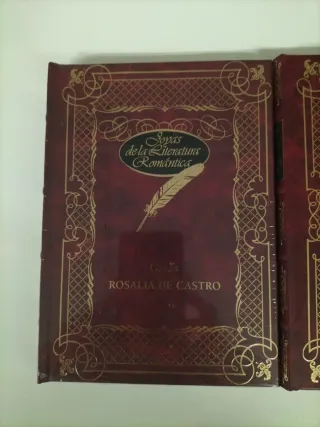 Joyas
de la Literatura
Romántica
ROSALIA DE CASTRO